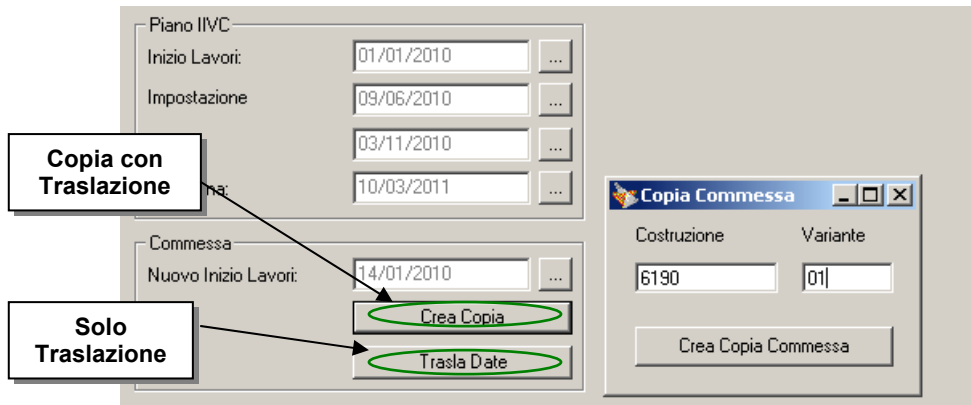 Piano IIVC
Inizio Lavori:
01/01/2010
...
Impostazione
09/06/2010
...
03/11/2010
...
na:
10/03/2011
...
Copia con
Traslazione
Commessa
Nuovo Inizio Lavori:
14/01/2010
...
Crea Copia
Trasla Date
Solo
Traslazione
Copia Commessa
Costruzione
Variante
6190
01
Crea Copia Commessa